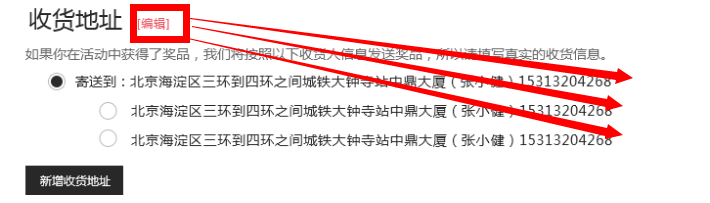 收货地址 [编辑]
如果你在活动中获得了奖品，我们将按照以下收货人信息发送奖品，所以请填写真实的收货信息。
寄送到：北京海淀区三环到四环之间城铁大钟寺站中鼎大厦（张小健）15313204268
北京海淀区三环到四环之间城铁大钟寺站中鼎大厦（张小健）15313204268
北京海淀区三环到四环之间城铁大钟寺站中鼎大厦（张小健）15313204268
新增收货地址